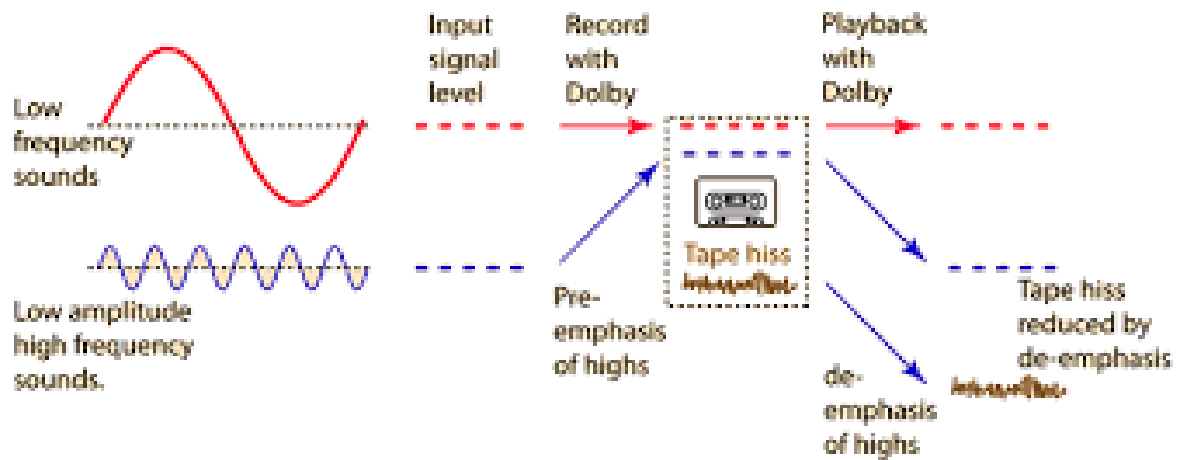 Low
frequency
sounds
Low amplitude
high frequency
sounds.
Input
signal
level
Record
with
Dolby
Pre-
emphasis
of highs
Tape hiss
Playback
with
Dolby
de-
emphasis
of highs
Tape hiss
reduced by
de-emphasis